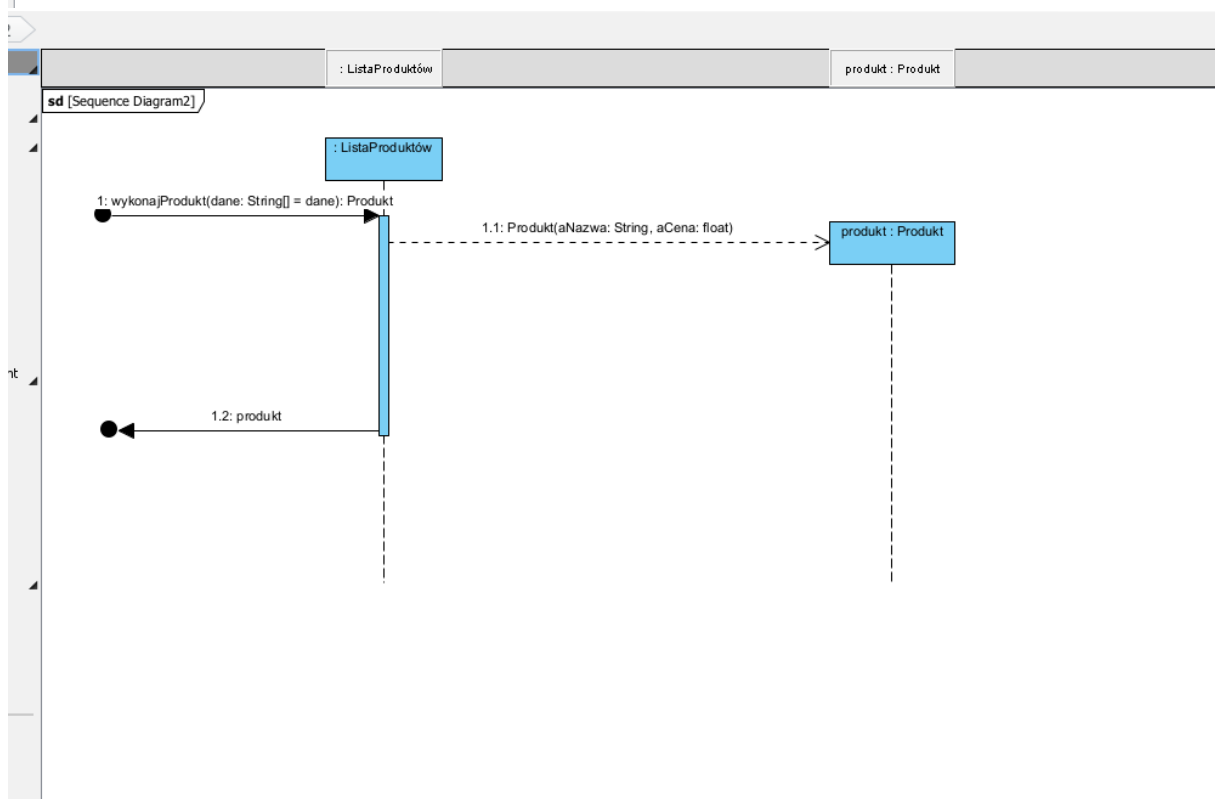 : ListaProduktów
produkt : Produkt
sd [Sequence Diagram2]
: ListaProduktów
1: wykonajProdukt(dane: String[] = dane): Produkt
1.1: Produkt(aNazwa: String, aCena: float)
produkt : Produkt
1.2: produkt